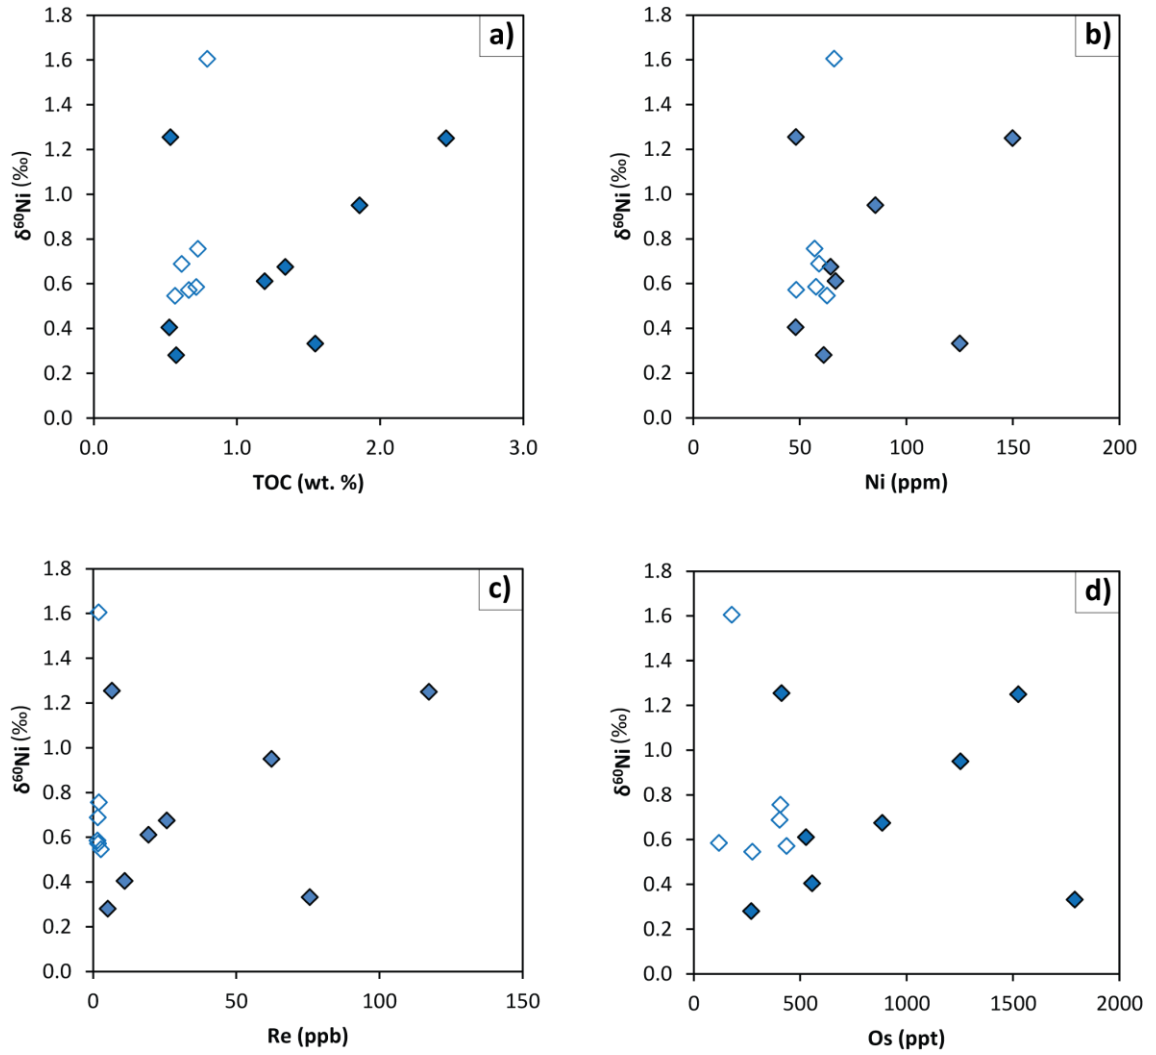 a)
1.8
1.6
1.4
1.2
1.0
0.8
0.6
0.4
0.2
0.0
δ⁶⁰Ni (‰)
0.0 1.0 2.0 3.0
TOC (wt. %)
b)
1.8
1.6
1.4
1.2
1.0
0.8
0.6
0.4
0.2
0.0
δ⁶⁰Ni (‰)
0 50 100 150 200
Ni (ppm)
c)
1.8
1.6
1.4
1.2
1.0
0.8
0.6
0.4
0.2
0.0
δ⁶⁰Ni (‰)
0 50 100 150
Re (ppb)
d)
1.8
1.6
1.4
1.2
1.0
0.8
0.6
0.4
0.2
0.0
δ⁶⁰Ni (‰)
0 500 1000 1500 2000
Os (ppt)